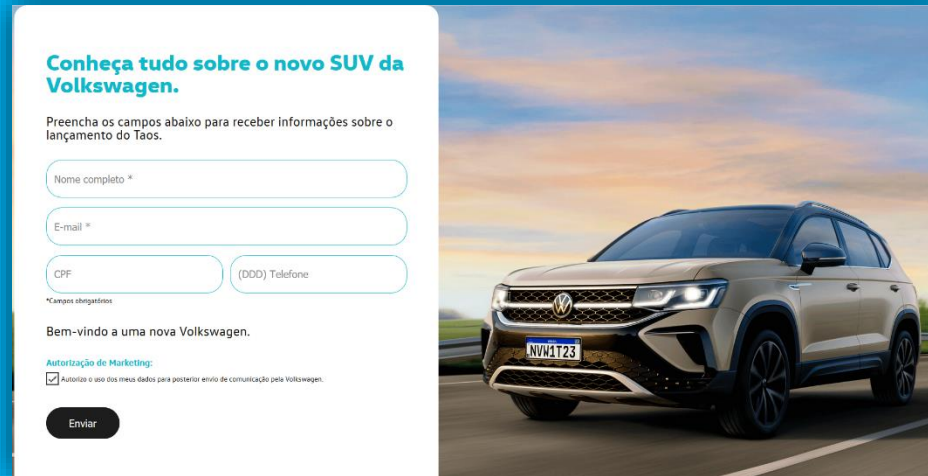 Conheça tudo sobre o novo SUV da
Volkswagen.
Preencha os campos abaixo para receber informações sobre o
lançamento do Taos.
Nome completo *
E-mail *
CPF
(DDD) Telefone
*Campos obrigatórios
Bem-vindo a uma nova Volkswagen.
Autorização de Marketing:
Autorizo o uso dos meus dados para posterior envio de comunicação pela Volkswagen.
Enviar
NVW1T23